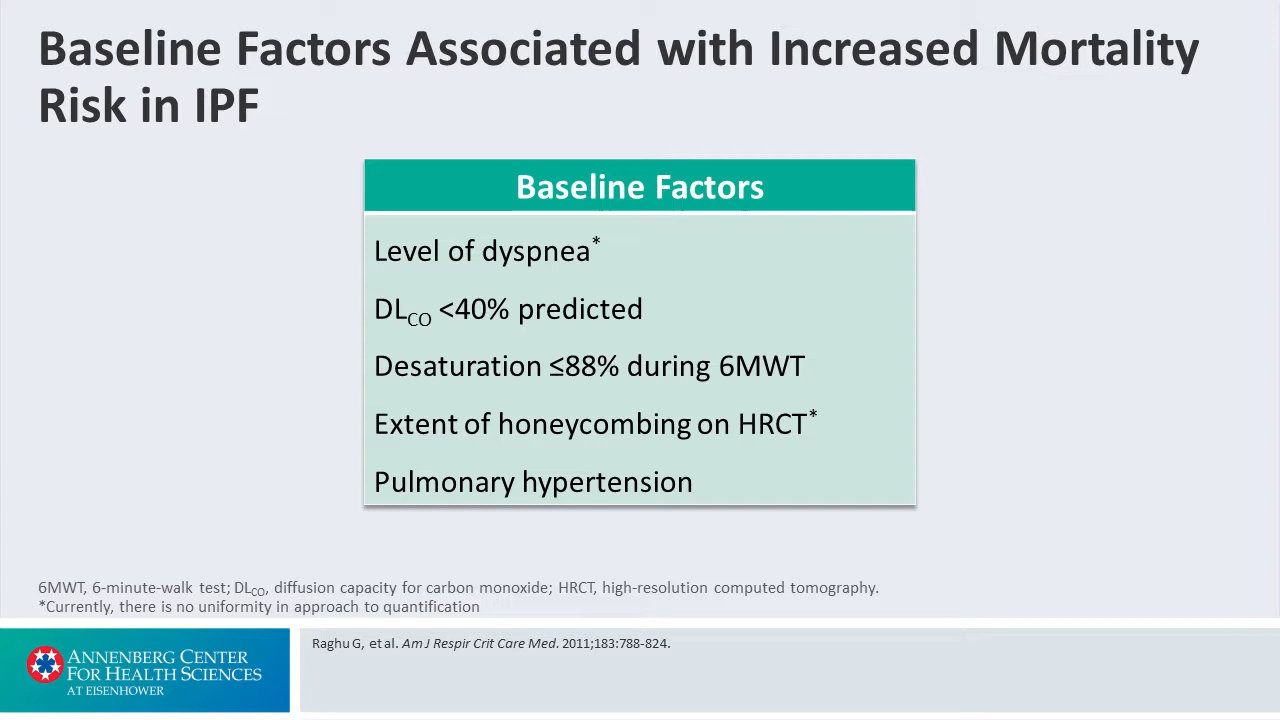 Baseline Factors Associated with Increased Mortality
Risk in IPF
Baseline Factors
Level of dyspnea*
DLCO <40% predicted
Desaturation ≤88% during 6MWT
Extent of honeycombing on HRCT*
Pulmonary hypertension
6MWT, 6-minute-walk test; DLCO, diffusion capacity for carbon monoxide; HRCT, high-resolution computed tomography.
*Currently, there is no uniformity in approach to quantification
Raghu G, et al. Am J Respir Crit Care Med. 2011;183:788-824.
ANNENBERG CENTER
FOR HEALTH SCIENCES
AT EISENHOWER